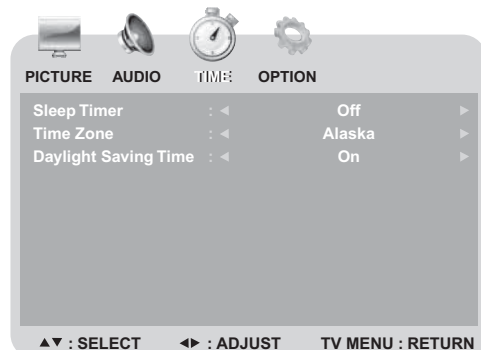 PICTURE AUDIO TIME OPTION
Sleep Timer : ◀ Off ▶
Time Zone : ◀ Alaska ▶
Daylight Saving Time : ◀ On ▶
▲▼ : SELECT ◀▶ : ADJUST TV MENU : RETURN